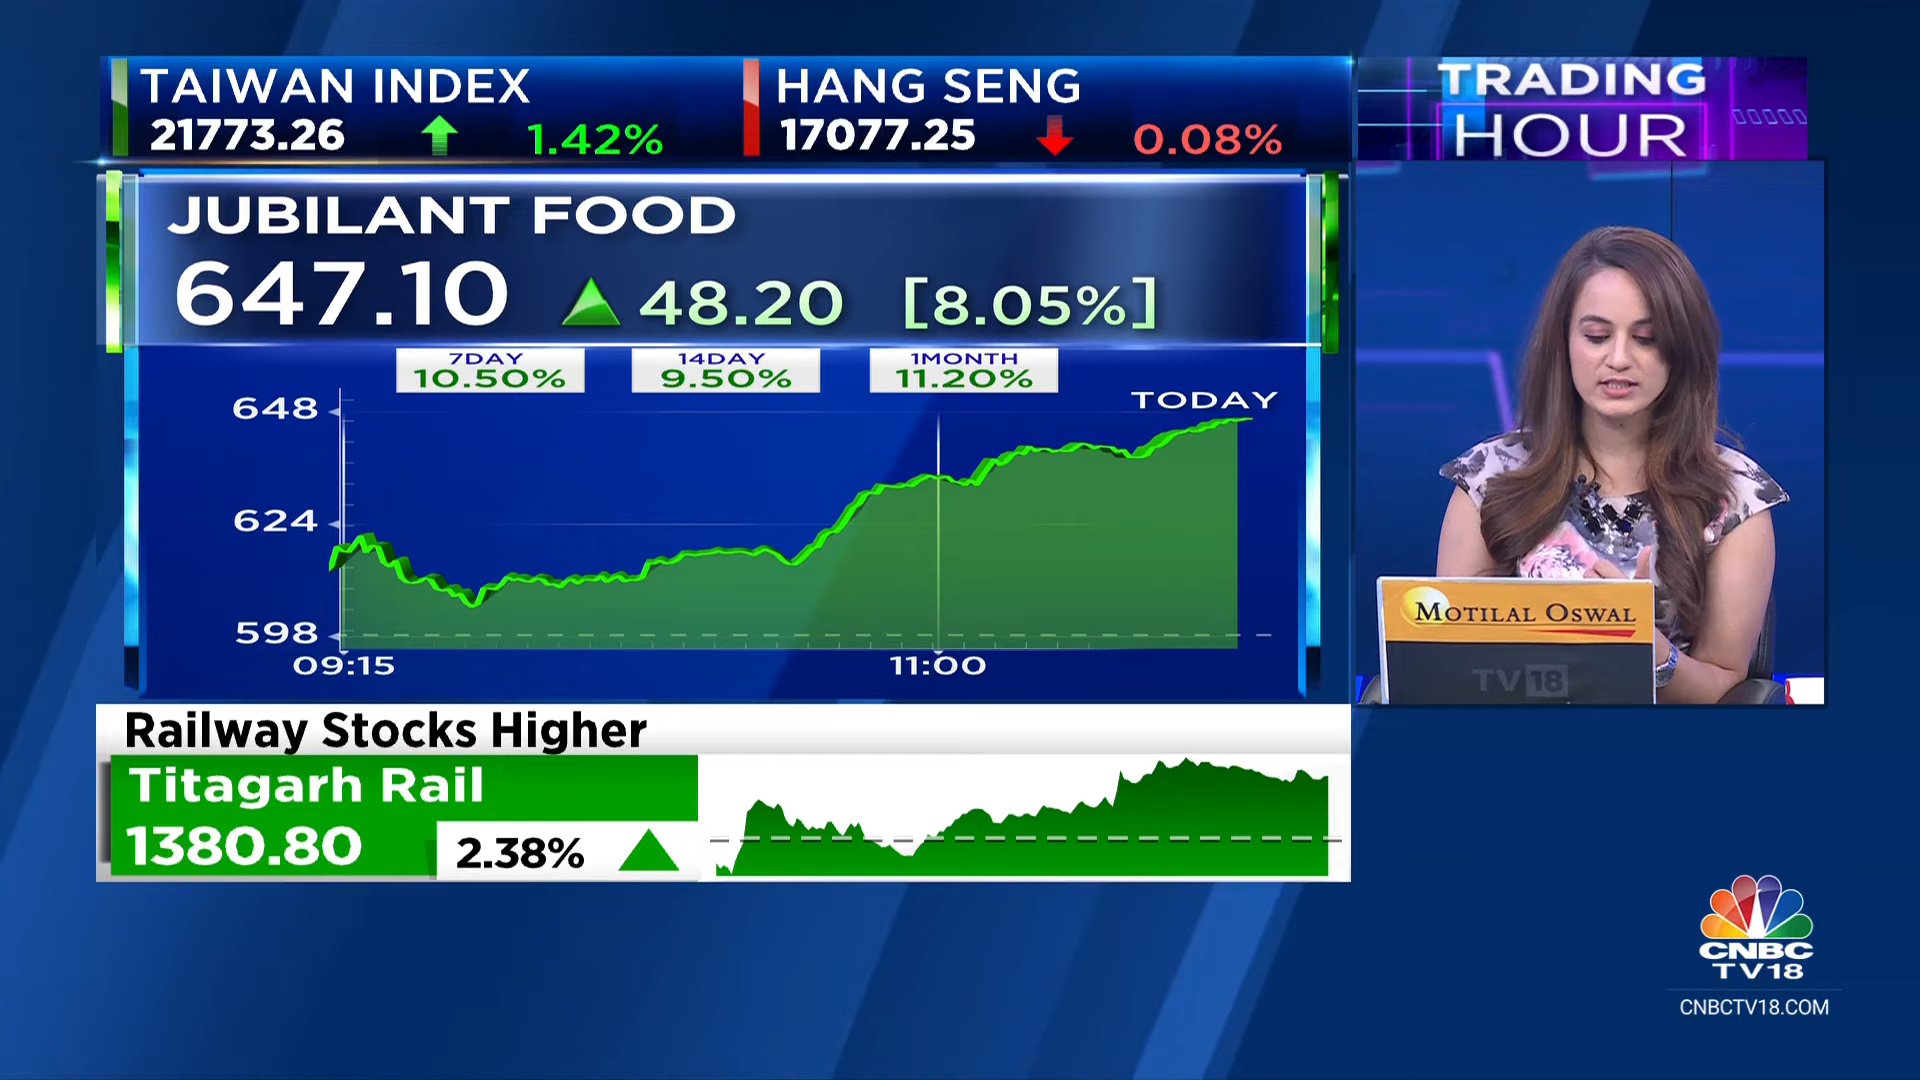 TAIWAN INDEX
21773.26 1.42%
HANG SENG
17077.25 0.08%
TRADING
HOUR
JUBILANT FOOD
647.10 48.20 [8.05%]
7DAY
10.50%
14DAY
9.50%
1MONTH
11.20%
TODAY
648
624
598
09:15 11:00
MOTILAL OSWAL
TV18
Railway Stocks Higher
Titagarh Rail
1380.80
2.38%
CNBC
TV18
CNBCTV18.COM